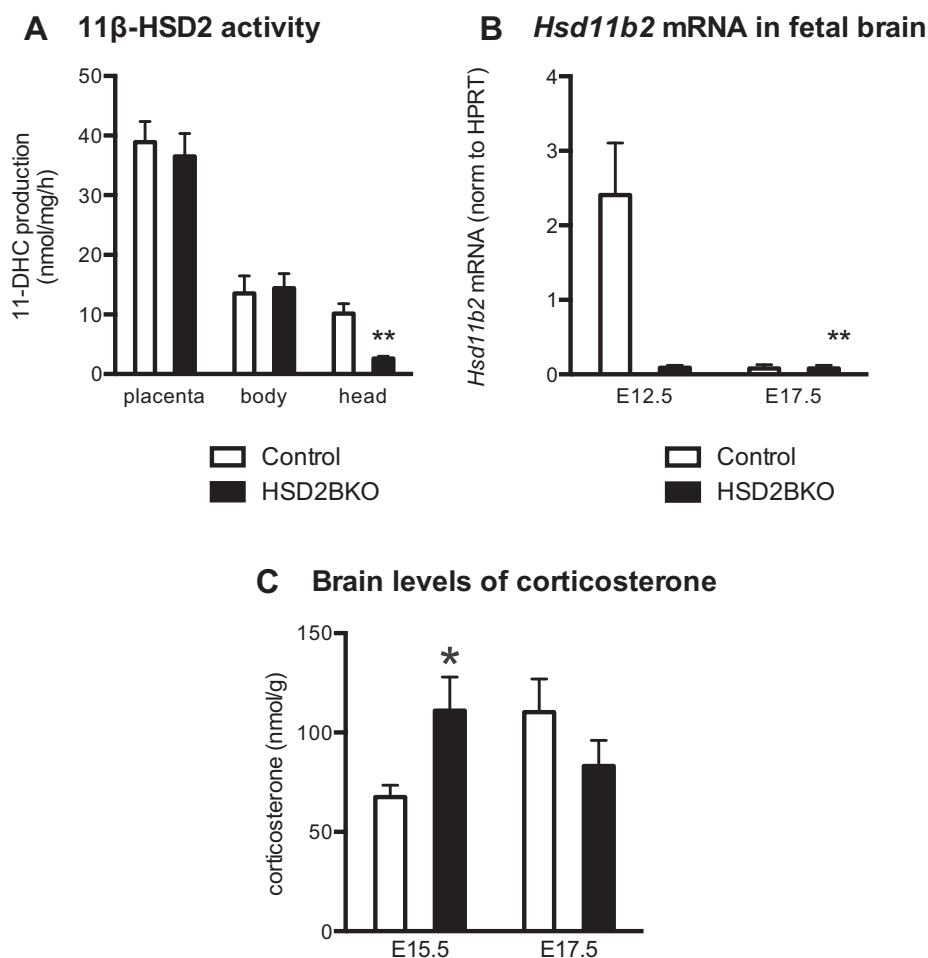 A 11β-HSD2 activity
11-DHC production
(nmol/mg/h)
50
40
30
20
10
0
**
placenta body head
Control
HSD2BKO
B Hsd11b2 mRNA in fetal brain
Hsd11b2 mRNA (norm to HPRT)
4
3
2
1
0
**
E12.5 E17.5
Control
HSD2BKO
C Brain levels of corticosterone
corticosterone (nmol/g)
150
100
50
0
*
E15.5 E17.5